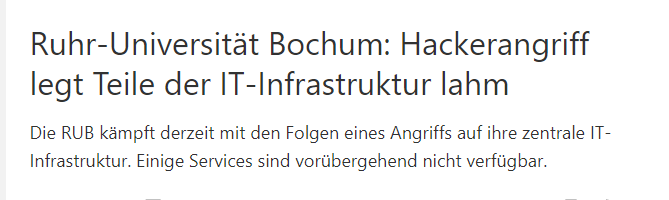 Ruhr-Universität Bochum: Hackerangriff
legt Teile der IT-Infrastruktur lahm
Die RUB kämpft derzeit mit den Folgen eines Angriffs auf ihre zentrale IT-
Infrastruktur. Einige Services sind vorübergehend nicht verfügbar.